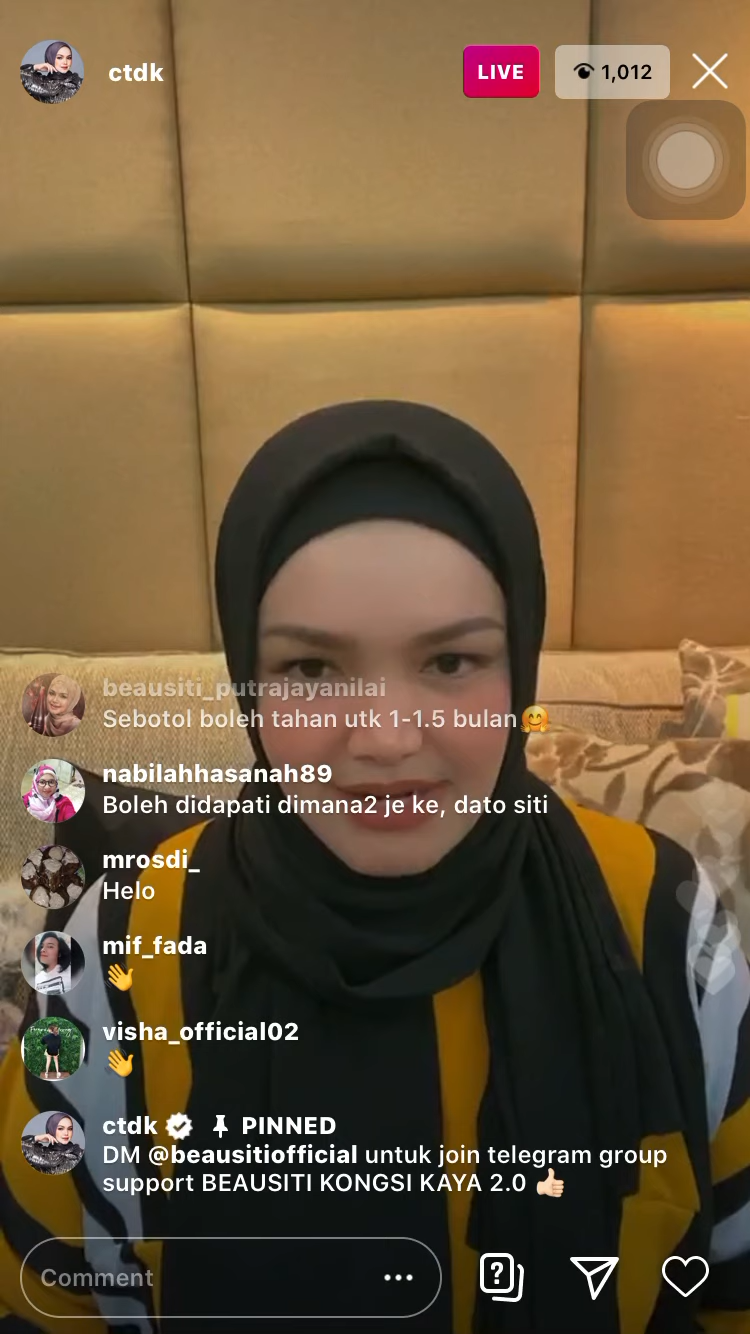 ctdk
LIVE
1,012
beausiti_putrajayanilai
Sebotol boleh tahan utk 1-1.5 bulan🤗
nabilahhasanah89
Boleh didapati dimana2 je ke, dato siti
mrosdi_
Helo
mif_fada
👋
visha_official02
👋
ctdk PINNED
DM @beausitiofficial untuk join telegram group
support BEAUSITI KONGSI KAYA 2.0 👍🏻
Comment